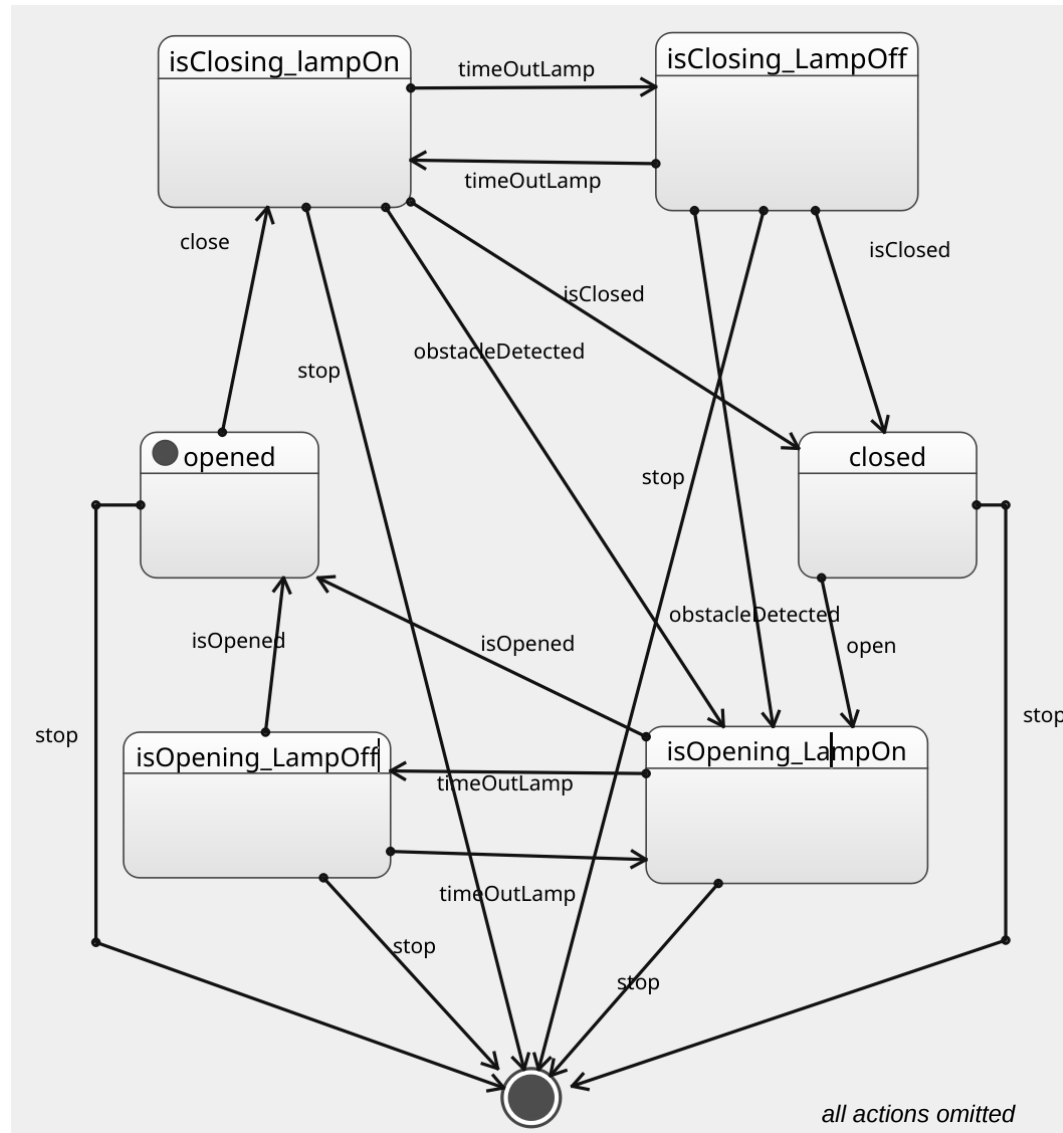 isClosing_lampOn
isClosing_LampOff
timeOutLamp
timeOutLamp
close
isClosed
isClosed
obstacleDetected
stop
opened
closed
stop
obstacleDetected
isOpened
isOpened
open
stop
stop
isOpening_LampOff
isOpening_LampOn
timeOutLamp
timeOutLamp
stop
stop
all actions omitted